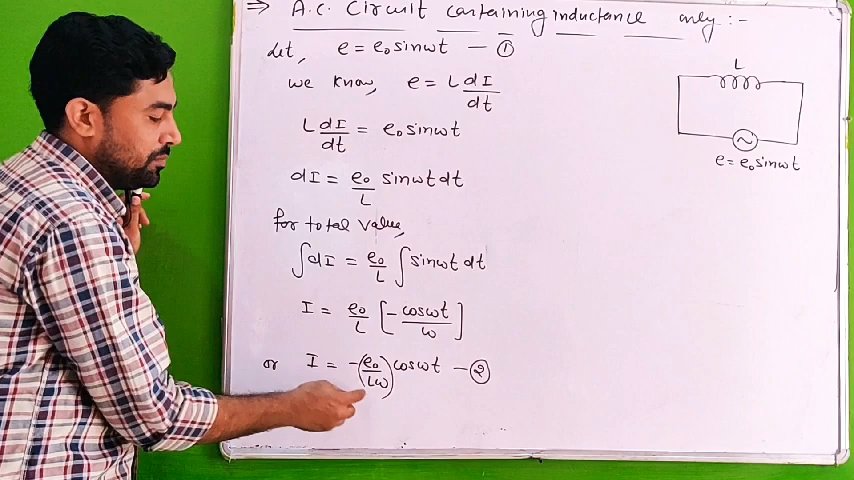 ⇒ A.C. Circuit containing inductance only :-
Let, e = e₀ sinωt — ①
we know, e = L dI/dt
L dI/dt = e₀ sinωt
dI = e₀/L sinωt dt
for total value,
∫dI = e₀/L ∫sinωt dt
I = e₀/L [-cosωt/ω]
or I = -(e₀/Lω) cosωt — ②
L
~
e = e₀ sinωt